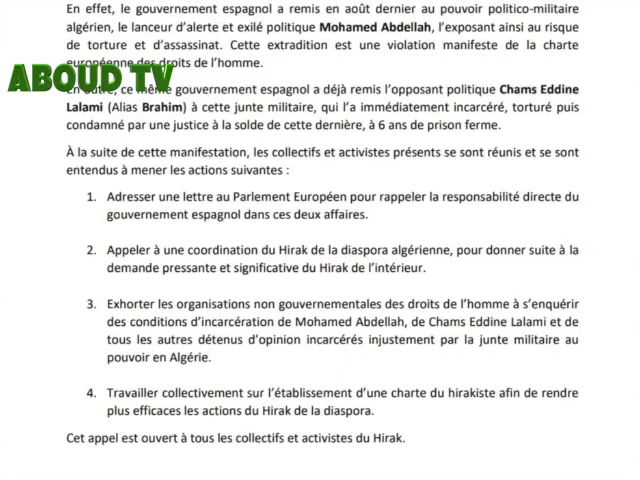 En effet, le gouvernement espagnol a remis en août dernier au pouvoir politico-militaire
algérien, le lanceur d'alerte et exilé politique Mohamed Abdellah, l'exposant ainsi au risque
de torture et d'assassinat. Cette extradition est une violation manifeste de la charte
européenne des droits de l'homme.
ABOUD TV
En outre, ce même gouvernement espagnol a déjà remis l'opposant politique Chams Eddine
Lalami (Alias Brahim) à cette junte militaire, qui l'a immédiatement incarcéré, torturé puis
condamné par une justice à la solde de cette dernière, à 6 ans de prison ferme.
À la suite de cette manifestation, les collectifs et activistes présents se sont réunis et se sont
entendus à mener les actions suivantes :
1. Adresser une lettre au Parlement Européen pour rappeler la responsabilité directe du
gouvernement espagnol dans ces deux affaires.
2. Appeler à une coordination du Hirak de la diaspora algérienne, pour donner suite à la
demande pressante et significative du Hirak de l'intérieur.
3. Exhorter les organisations non gouvernementales des droits de l'homme à s'enquérir
des conditions d'incarcération de Mohamed Abdellah, de Chams Eddine Lalami et de
tous les autres détenus d'opinion incarcérés injustement par la junte militaire au
pouvoir en Algérie.
4. Travailler collectivement sur l'établissement d'une charte du hirakiste afin de rendre
plus efficaces les actions du Hirak de la diaspora.
Cet appel est ouvert à tous les collectifs et activistes du Hirak.